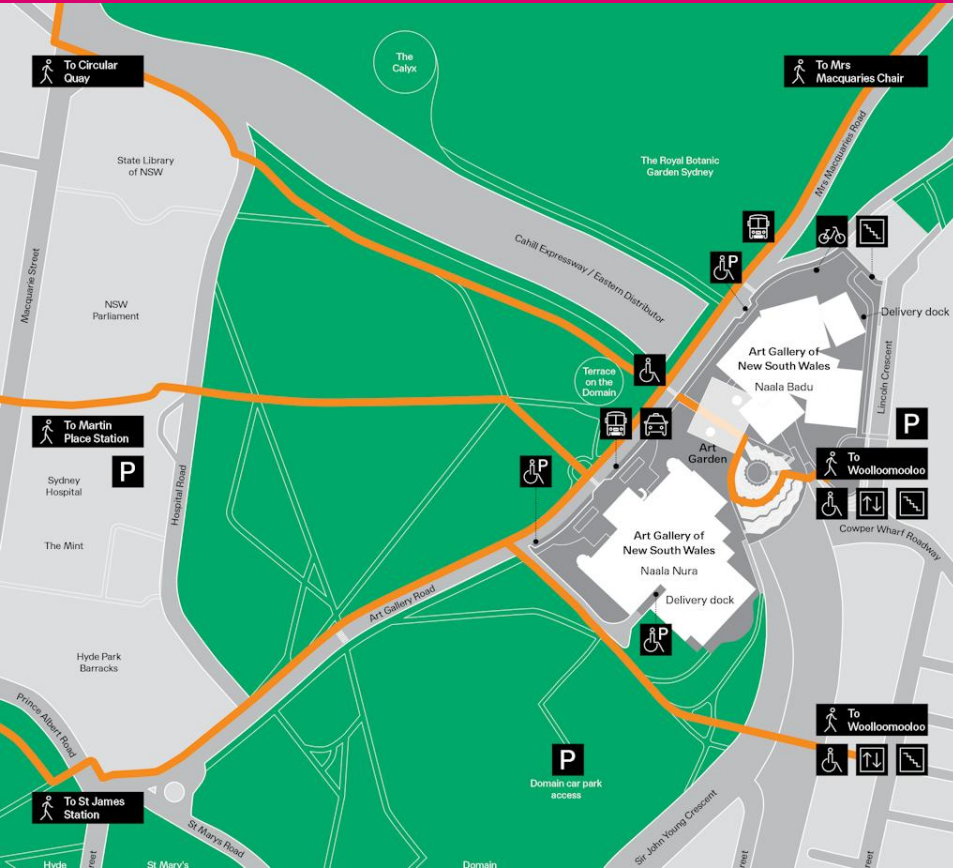 To Circular
Quay
The
Calyx
To Mrs
Macquaries Chair
State Library
of NSW
The Royal Botanic
Garden Sydney
Mrs Macquaries Road
P
Macquarie Street
Cahill Expressway / Eastern Distributor
NSW
Parliament
Delivery dock
Art Gallery of
New South Wales
Naala Badu
Lincoln Crescent
Terrace
on the
Domain
To Martin
Place Station
P
Art
Garden
P
To
Woolloomooloo
P
Sydney
Hospital
Hospital Road
The Mint
Cowper Wharf Roadway
Art Gallery of
New South Wales
Naala Nura
Delivery dock
P
Art Gallery Road
Hyde Park
Barracks
Prince Albert Road
To
Woolloomooloo
P
Domain car park
access
To St James
Station
St Marys Road
Sir John Young Crescent
Hyde
St Mary's
Domain